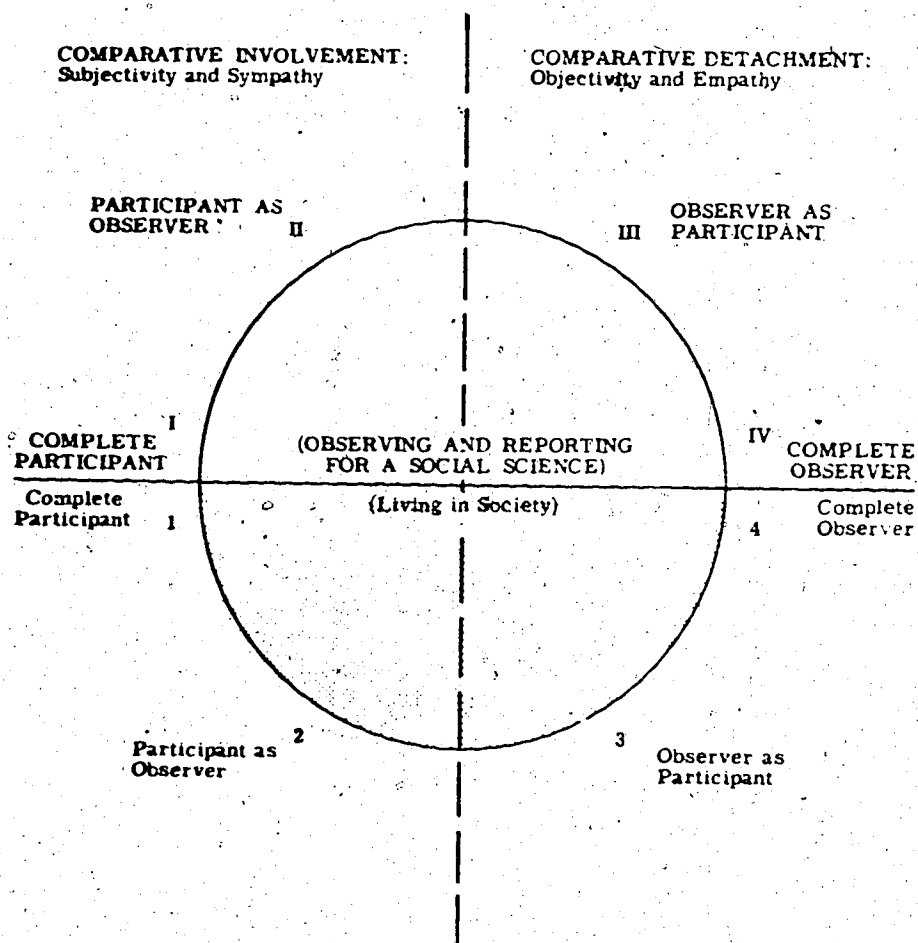 COMPARATIVE INVOLVEMENT:
Subjectivity and Sympathy
COMPARATIVE DETACHMENT:
Objectivity and Empathy
PARTICIPANT AS
OBSERVER
II
III
OBSERVER AS
PARTICIPANT
I
COMPLETE
PARTICIPANT
(OBSERVING AND REPORTING
FOR A SOCIAL SCIENCE)
IV
COMPLETE
OBSERVER
Complete
Participant
1
(Living in Society)
4
Complete
Observer
2
Participant as
Observer
3
Observer as
Participant